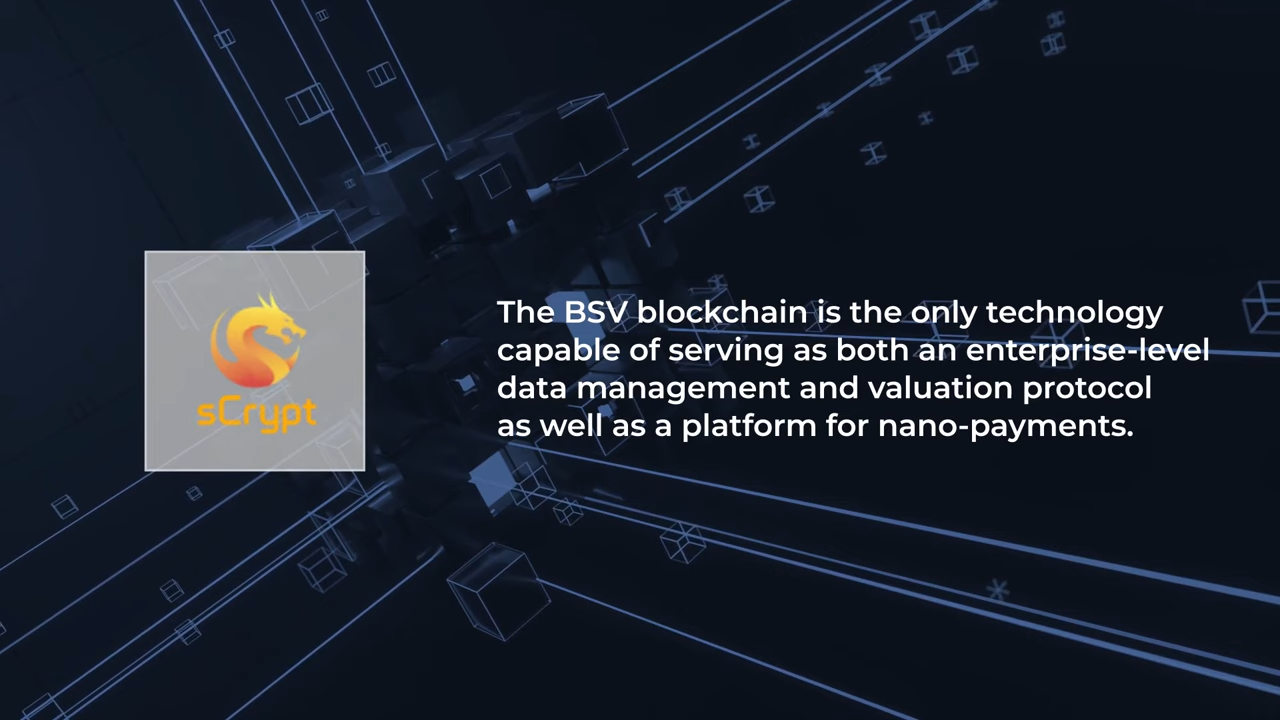 sCrypt
The BSV blockchain is the only technology
capable of serving as both an enterprise-level
data management and valuation protocol
as well as a platform for nano-payments.